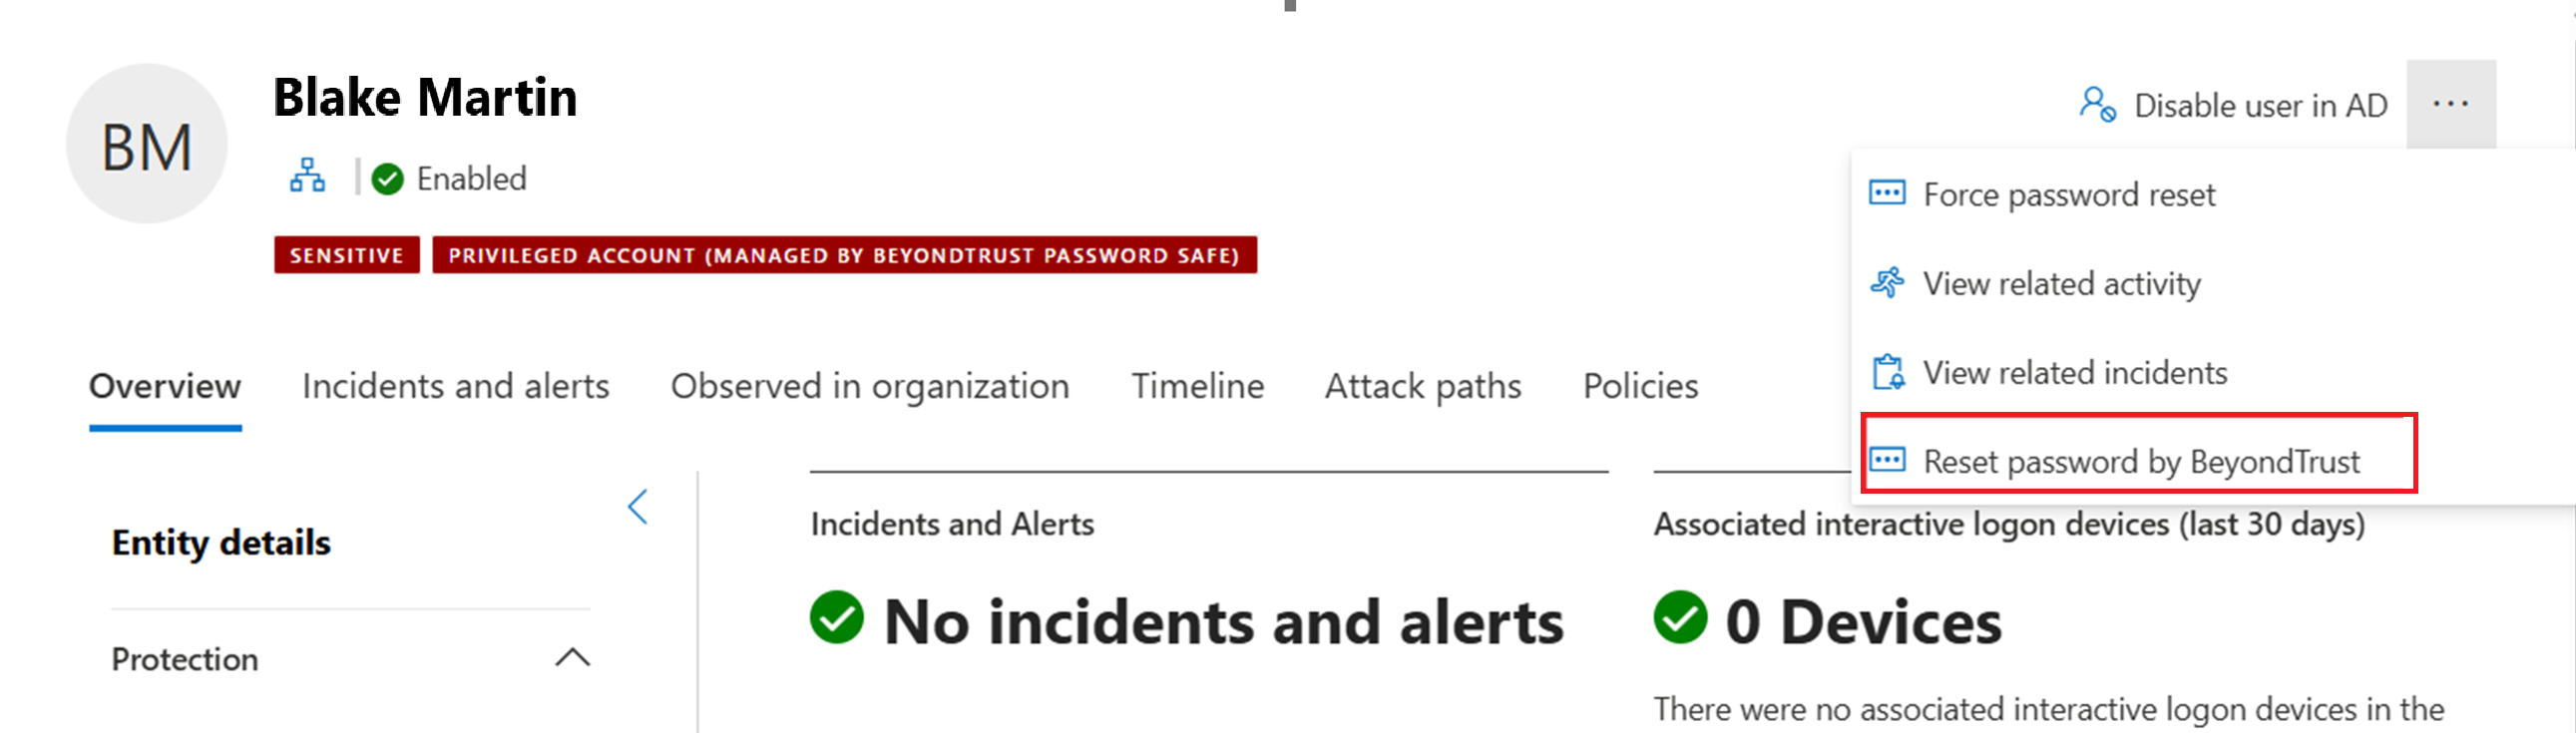 BM
Blake Martin
Enabled
SENSITIVE
PRIVILEGED ACCOUNT (MANAGED BY BEYONDTRUST PASSWORD SAFE)
Disable user in AD
Force password reset
View related activity
View related incidents
Reset password by BeyondTrust
Overview
Incidents and alerts
Observed in organization
Timeline
Attack paths
Policies
Entity details
Protection
Incidents and Alerts
No incidents and alerts
Associated interactive logon devices (last 30 days)
0 Devices
There were no associated interactive logon devices in the